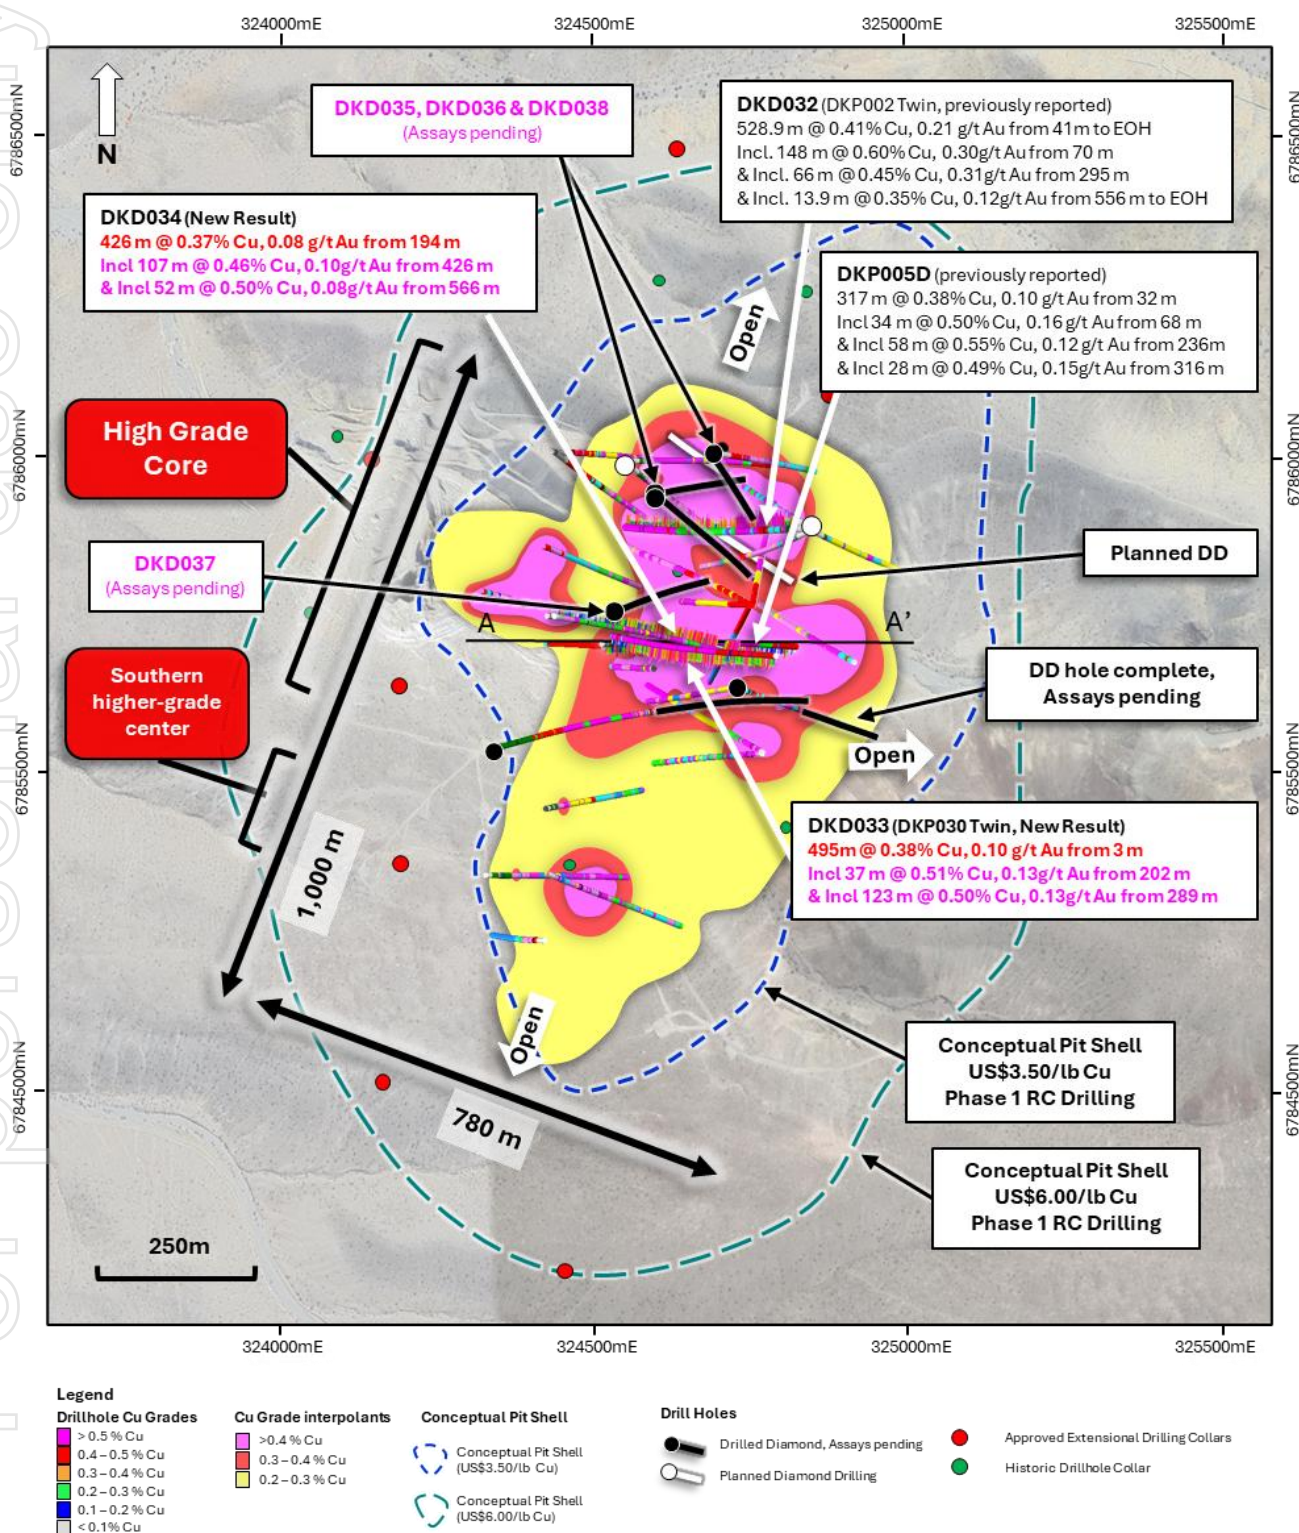 324000mE
324500mE
325000mE
325500mE
6786500mN
6786500mN
N
DKD035, DKD036 & DKD038
(Assays pending)
DKD032 (DKP002 Twin, previously reported)
528.9 m @ 0.41% Cu, 0.21 g/t Au from 41m to EOH
Incl. 148 m @ 0.60% Cu, 0.30g/t Au from 70 m
& Incl. 66 m @ 0.45% Cu, 0.31g/t Au from 295 m
& Incl. 13.9 m @ 0.35% Cu, 0.12g/t Au from 556 m to EOH
DKD034 (New Result)
426 m @ 0.37% Cu, 0.08 g/t Au from 194 m
Incl 107 m @ 0.46% Cu, 0.10g/t Au from 426 m
& Incl 52 m @ 0.50% Cu, 0.08g/t Au from 566 m
DKP005D (previously reported)
317 m @ 0.38% Cu, 0.10 g/t Au from 32 m
Incl 34 m @ 0.50% Cu, 0.16 g/t Au from 68 m
& Incl 58 m @ 0.55% Cu, 0.12 g/t Au from 236m
& Incl 28 m @ 0.49% Cu, 0.15g/t Au from 316 m
Open
High Grade
Core
6786000mN
6786000mN
DKD037
(Assays pending)
Planned DD
A
A'
Southern
higher-grade
center
DD hole complete,
Assays pending
Open
6785500mN
6785500mN
DKD033 (DKP030 Twin, New Result)
495m @ 0.38% Cu, 0.10 g/t Au from 3 m
Incl 37 m @ 0.51% Cu, 0.13g/t Au from 202 m
& Incl 123 m @ 0.50% Cu, 0.13g/t Au from 289 m
1,000 m
Open
Conceptual Pit Shell
US$3.50/lb Cu
Phase 1 RC Drilling
6784500mN
6784500mN
780 m
Conceptual Pit Shell
US$6.00/lb Cu
Phase 1 RC Drilling
250m
324000mE
324500mE
325000mE
325500mE
Legend
Drillhole Cu Grades
> 0.5 % Cu
0.4 – 0.5 % Cu
0.3 – 0.4 % Cu
0.2 – 0.3 % Cu
0.1 – 0.2 % Cu
< 0.1% Cu
Cu Grade interpolants
>0.4 % Cu
0.3 – 0.4 % Cu
0.2 – 0.3 % Cu
Conceptual Pit Shell
Conceptual Pit Shell
(US$3.50/lb Cu)
Conceptual Pit Shell
(US$6.00/lb Cu)
Drill Holes
Drilled Diamond, Assays pending
Planned Diamond Drilling
Approved Extensional Drilling Collars
Historic Drillhole Collar